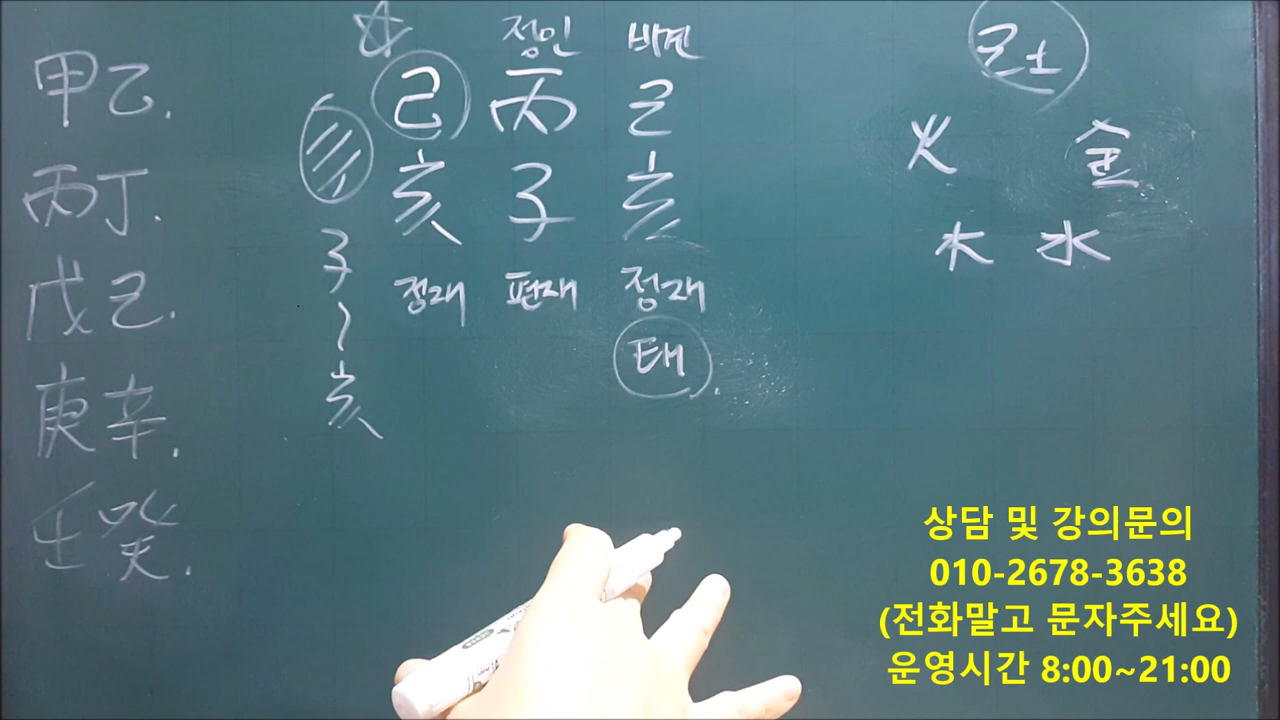 甲乙.
丙丁.
戊己.
庚辛.
壬癸.
子
~
亥
정인 비견
己 丙 己
亥 子 亥
정재 편재 정재
태
己土
火 金
木 水
상담 및 강의문의
010-2678-3638
(전화말고 문자주세요)
운영시간 8:00~21:00